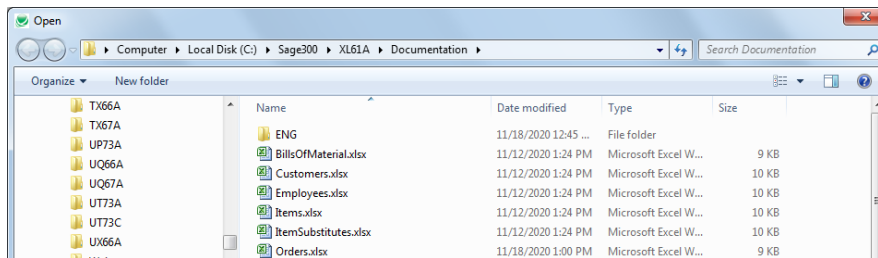 Open
Computer Local Disk (C:) Sage300 XL61A Documentation Search Documentation
Organize New folder
Name Date modified Type Size
TX66A
TX67A
UP73A
UQ66A
UQ67A
UT73A
UT73C
UX66A
ENG 11/18/2020 12:45 ... File folder
BillsOfMaterial.xlsx 11/12/2020 1:24 PM Microsoft Excel W... 9 KB
Customers.xlsx 11/12/2020 1:24 PM Microsoft Excel W... 10 KB
Employees.xlsx 11/12/2020 1:24 PM Microsoft Excel W... 10 KB
Items.xlsx 11/12/2020 1:24 PM Microsoft Excel W... 10 KB
ItemSubstitutes.xlsx 11/12/2020 1:24 PM Microsoft Excel W... 10 KB
Orders.xlsx 11/18/2020 1:00 PM Microsoft Excel W... 9 KB